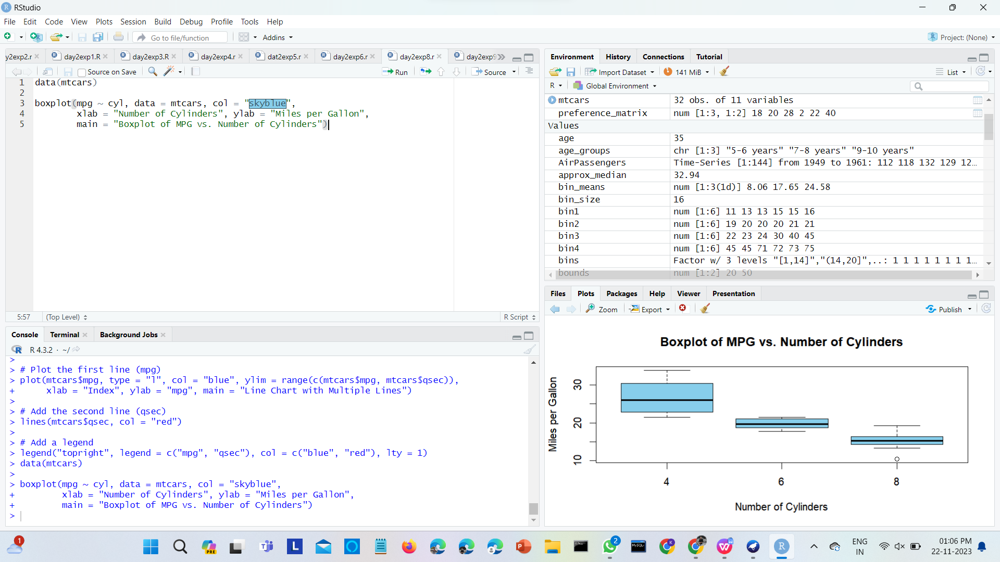 RStudio
File Edit Code View Plots Session Build Debug Profile Tools Help
Go to file/function Addins Project: (None)
y2exp2.r day2exp1.R day2exp3.R day2exp4.r dat2exp5.r day2exp6.r day2exp8.r day2exp9
Source on Save Run Source
1 data(mtcars)
2
3 boxplot(mpg ~ cyl, data = mtcars, col = "skyblue",
4 xlab = "Number of Cylinders", ylab = "Miles per Gallon",
5 main = "Boxplot of MPG vs. Number of Cylinders")
5:57 (Top Level) R Script
Console Terminal Background Jobs
R 4.3.2 · ~/
>
> # Plot the first line (mpg)
> plot(mtcars$mpg, type = "l", col = "blue", ylim = range(c(mtcars$mpg, mtcars$qsec)),
+ xlab = "Index", ylab = "mpg", main = "Line Chart with Multiple Lines")
>
> # Add the second line (qsec)
> lines(mtcars$qsec, col = "red")
>
> # Add a legend
> legend("topright", legend = c("mpg", "qsec"), col = c("blue", "red"), lty = 1)
> data(mtcars)
>
> boxplot(mpg ~ cyl, data = mtcars, col = "skyblue",
+ xlab = "Number of Cylinders", ylab = "Miles per Gallon",
+ main = "Boxplot of MPG vs. Number of Cylinders")
>
Environment History Connections Tutorial
Import Dataset 141 MiB List
R Global Environment
mtcars 32 obs. of 11 variables
preference_matrix num [1:3, 1:2] 18 20 28 2 22 40
Values
age 35
age_groups chr [1:3] "5-6 years" "7-8 years" "9-10 years"
AirPassengers Time-Series [1:144] from 1949 to 1961: 112 118 132 129 12…
approx_median 32.94
bin_means num [1:3(1d)] 8.06 17.65 24.58
bin_size 16
bin1 num [1:6] 11 13 13 15 15 16
bin2 num [1:6] 19 20 20 20 21 21
bin3 num [1:6] 22 23 24 30 40 45
bin4 num [1:6] 45 45 71 72 73 75
bins Factor w/ 3 levels "[1,14]","(14,20]",..: 1 1 1 1 1 1 1 1…
bounds num [1:2] 20 50
Files Plots Packages Help Viewer Presentation
Zoom Export Publish
Boxplot of MPG vs. Number of Cylinders
Miles per Gallon
30
20
10
4 6 8
Number of Cylinders
1 PRE L MySQL 2 K R ENG IN 01:06 PM 22-11-2023